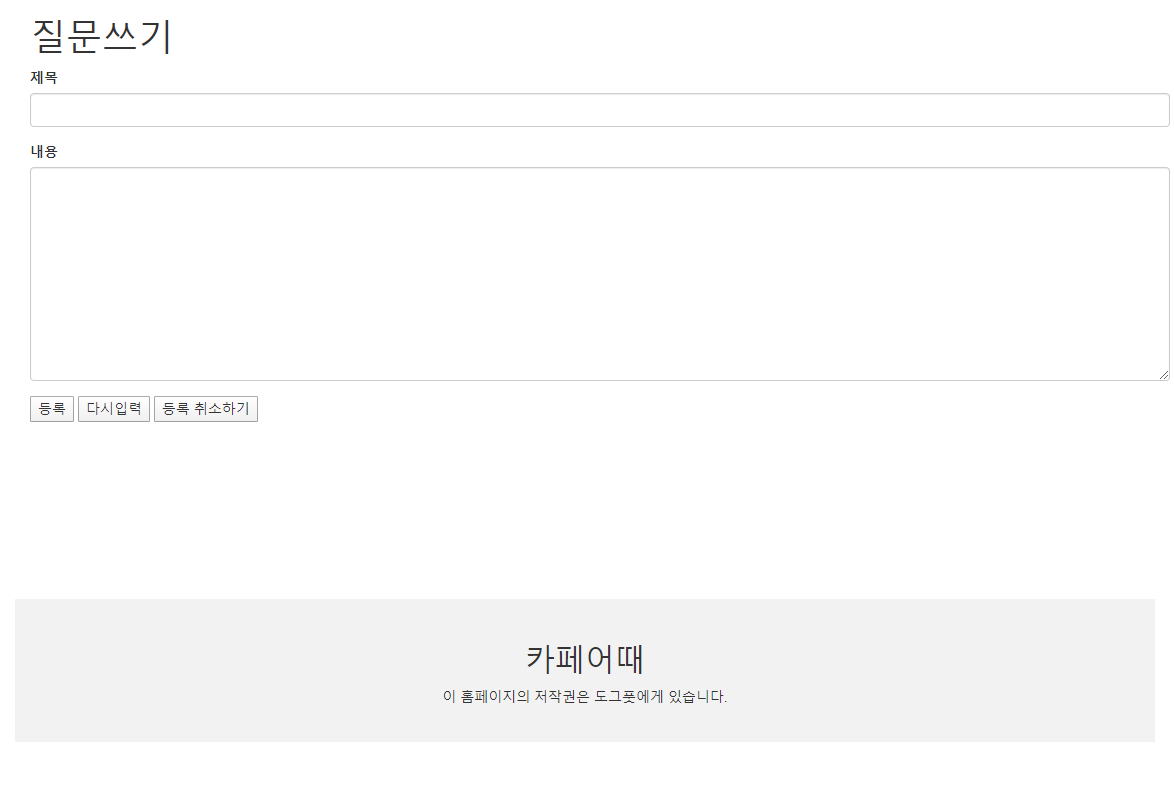 질문쓰기
제목
내용
등록 다시입력 등록 취소하기
카페어때
이 홈페이지의 저작권은 도그풋에게 있습니다.